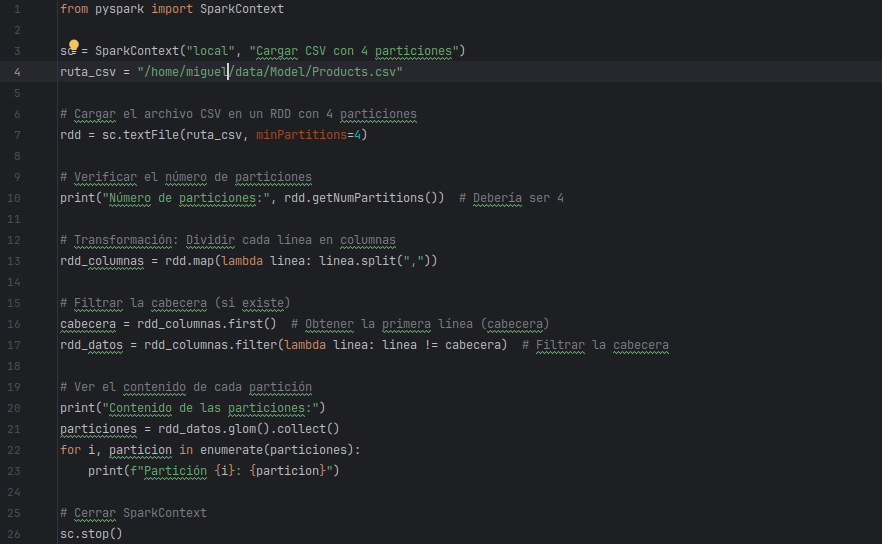 1 from pyspark import SparkContext
2
3 sc = SparkContext("local", "Cargar CSV con 4 particiones")
4 ruta_csv = "/home/miguel/data/Model/Products.csv"
5
6 # Cargar el archivo CSV en un RDD con 4 particiones
7 rdd = sc.textFile(ruta_csv, minPartitions=4)
8
9 # Verificar el número de particiones
10 print("Número de particiones:", rdd.getNumPartitions())  # Debería ser 4
11
12 # Transformación: Dividir cada línea en columnas
13 rdd_columnas = rdd.map(lambda linea: linea.split(","))
14
15 # Filtrar la cabecera (si existe)
16 cabecera = rdd_columnas.first()  # Obtener la primera línea (cabecera)
17 rdd_datos = rdd_columnas.filter(lambda linea: linea != cabecera)  # Filtrar la cabecera
18
19 # Ver el contenido de cada partición
20 print("Contenido de las particiones:")
21 particiones = rdd_datos.glom().collect()
22 for i, particion in enumerate(particiones):
23     print(f"Partición {i}: {particion}")
24
25 # Cerrar SparkContext
26 sc.stop()